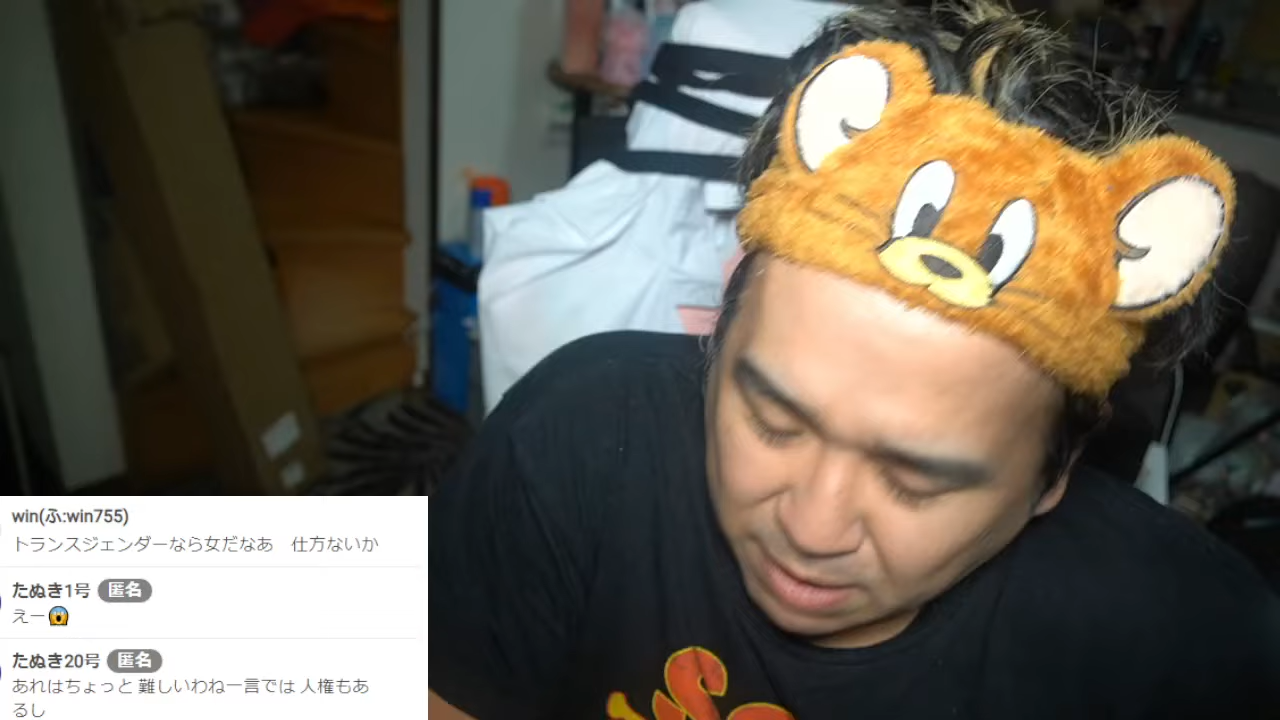 win(ふ:win755)
トランスジェンダーなら女だなあ　仕方ないか
たぬき1号 匿名
えー😱
たぬき20号 匿名
あれはちょっと 難しいわね一言では 人権もあ
るし